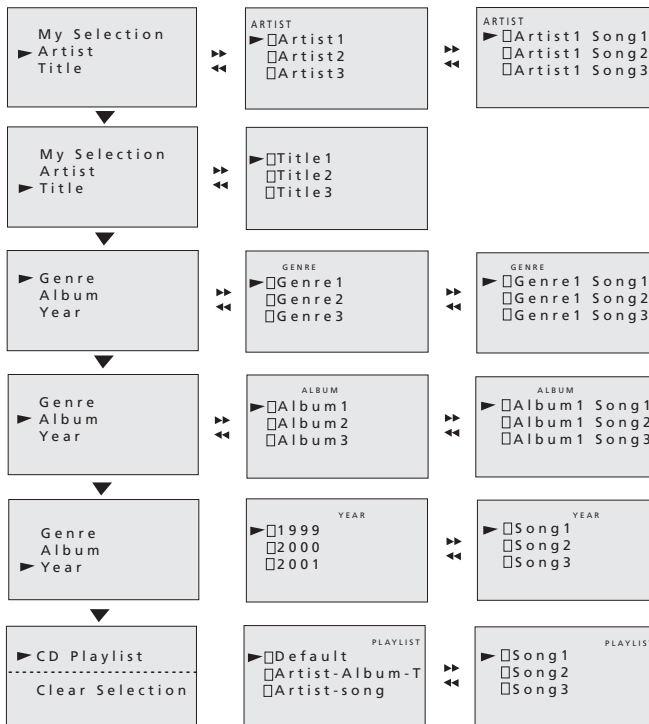 My Selection
Artist
Title
ARTIST
Artist1
Artist2
Artist3
ARTIST
Artist1 Song1
Artist1 Song2
Artist1 Song3
My Selection
Artist
Title
Title1
Title2
Title3
Genre
Album
Year
GENRE
Genre1
Genre2
Genre3
GENRE
Genre1 Song1
Genre1 Song2
Genre1 Song3
Genre
Album
Year
ALBUM
Album1
Album2
Album3
ALBUM
Album1 Song1
Album1 Song2
Album1 Song3
Genre
Album
Year
YEAR
1999
2000
2001
YEAR
Song1
Song2
Song3
CD Playlist
Clear Selection
PLAYLIST
Default
Artist-Album-T
Artist-song
PLAYLIST
Song1
Song2
Song3